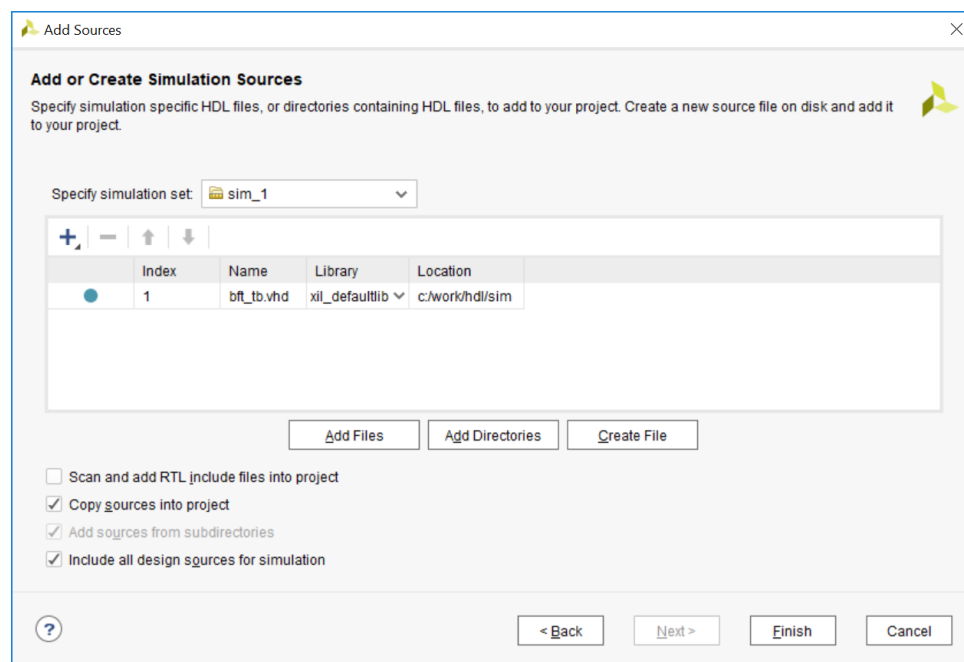 Add Sources
Add or Create Simulation Sources
Specify simulation specific HDL files, or directories containing HDL files, to add to your project. Create a new source file on disk and add it
to your project.
Specify simulation set: sim_1
Index Name Library Location
1 bft_tb.vhd xil_defaultlib c:/work/hdl/sim
Add Files Add Directories Create File
Scan and add RTL include files into project
Copy sources into project
Add sources from subdirectories
Include all design sources for simulation
? < Back Next > Finish Cancel